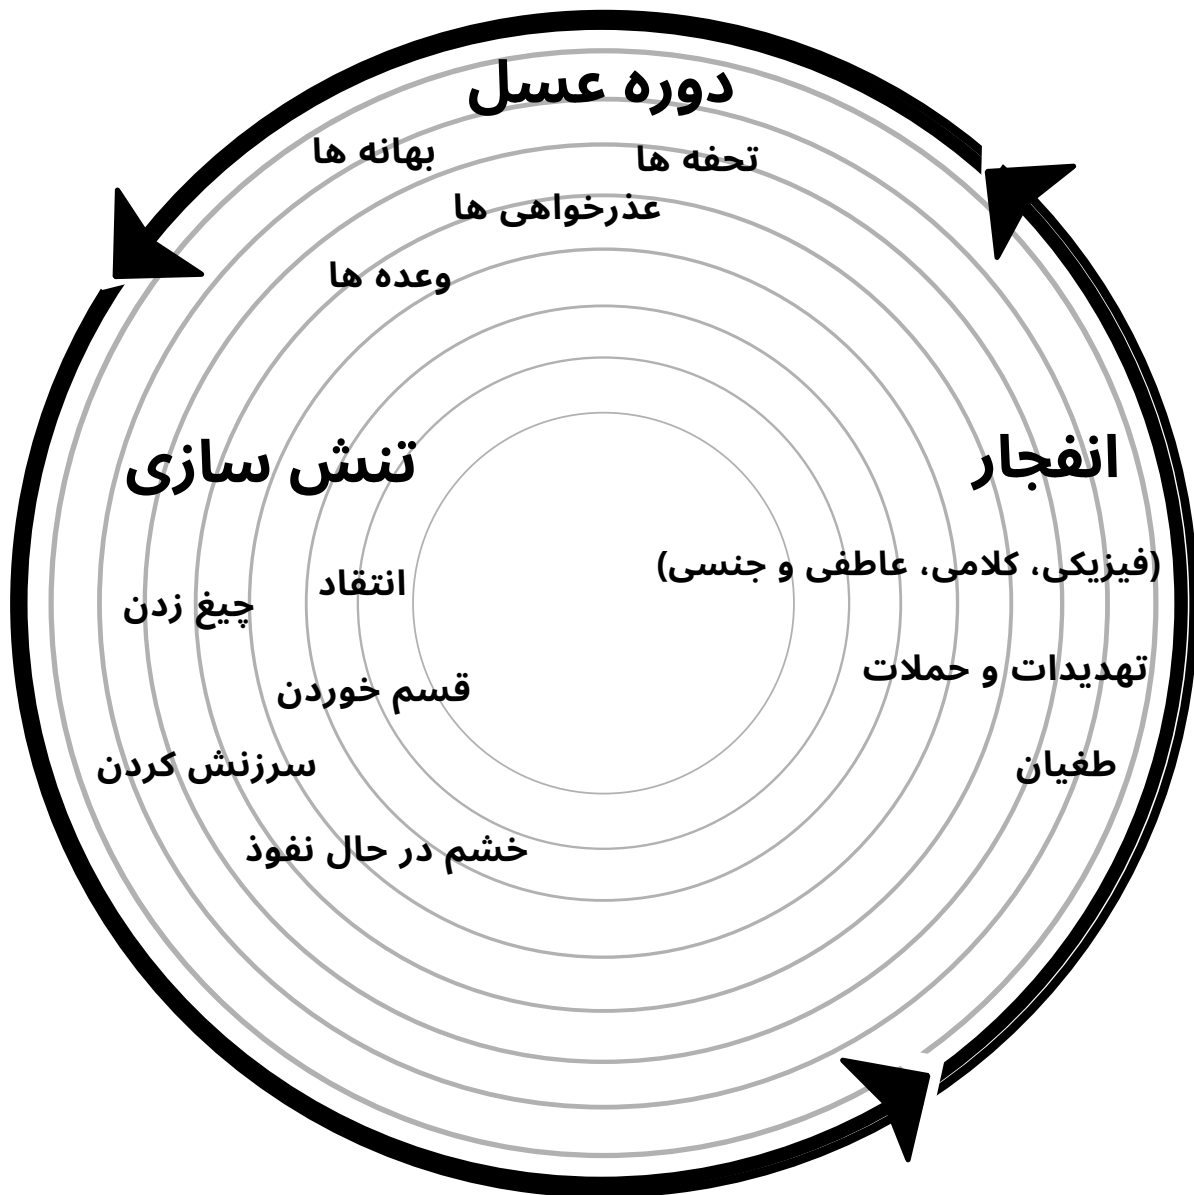 دوره عسل
تحفه ها
بهانه ها
عذرخواهی ها
وعده ها
انفجار
(فیزیکی، کلامی، عاطفی و جنسی)
تهدیدات و حملات
طغیان
تنش سازی
انتقاد
چیغ زدن
قسم خوردن
سرزنش کردن
خشم در حال نفوذ